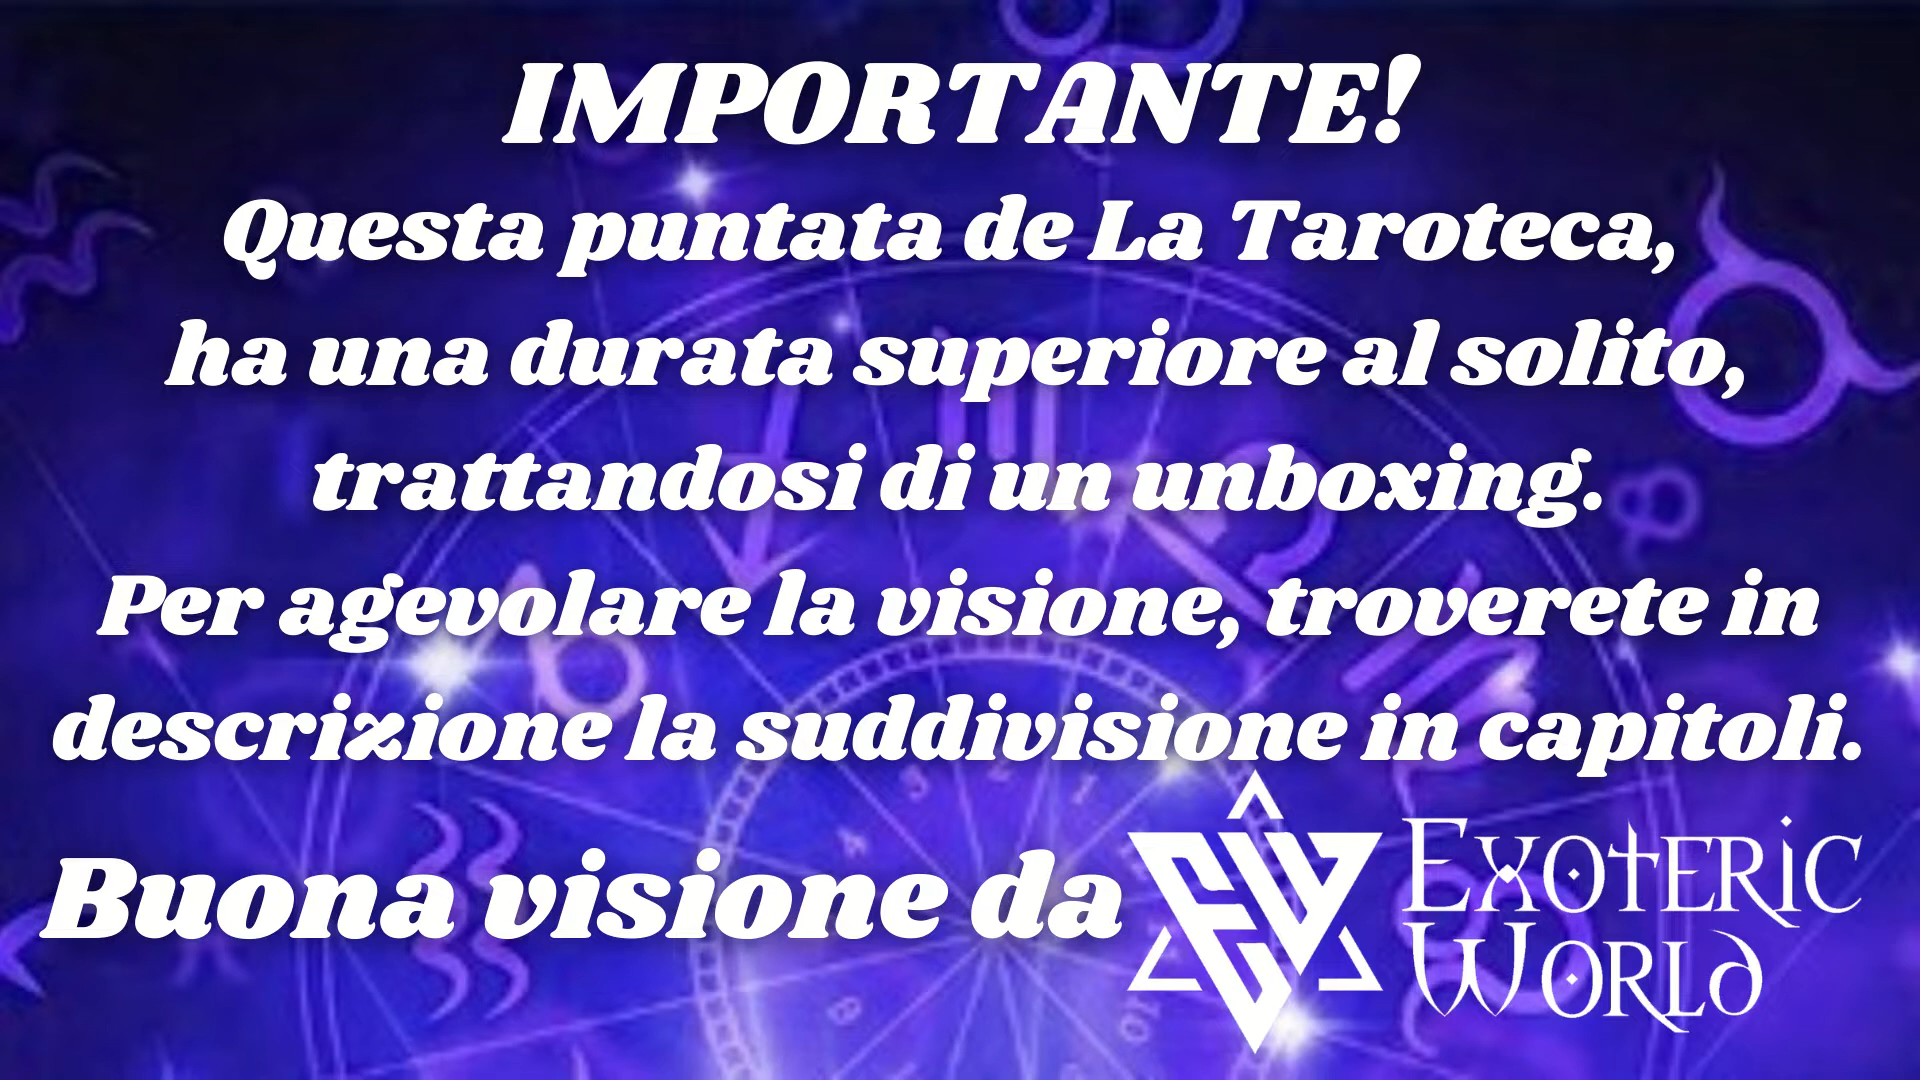 IMPORTANTE!
Questa puntata de La Taroteca,
ha una durata superiore al solito,
trattandosi di un unboxing.
Per agevolare la visione, troverete in
descrizione la suddivisione in capitoli.
Buona visione da
EXOTERIC
WORLD